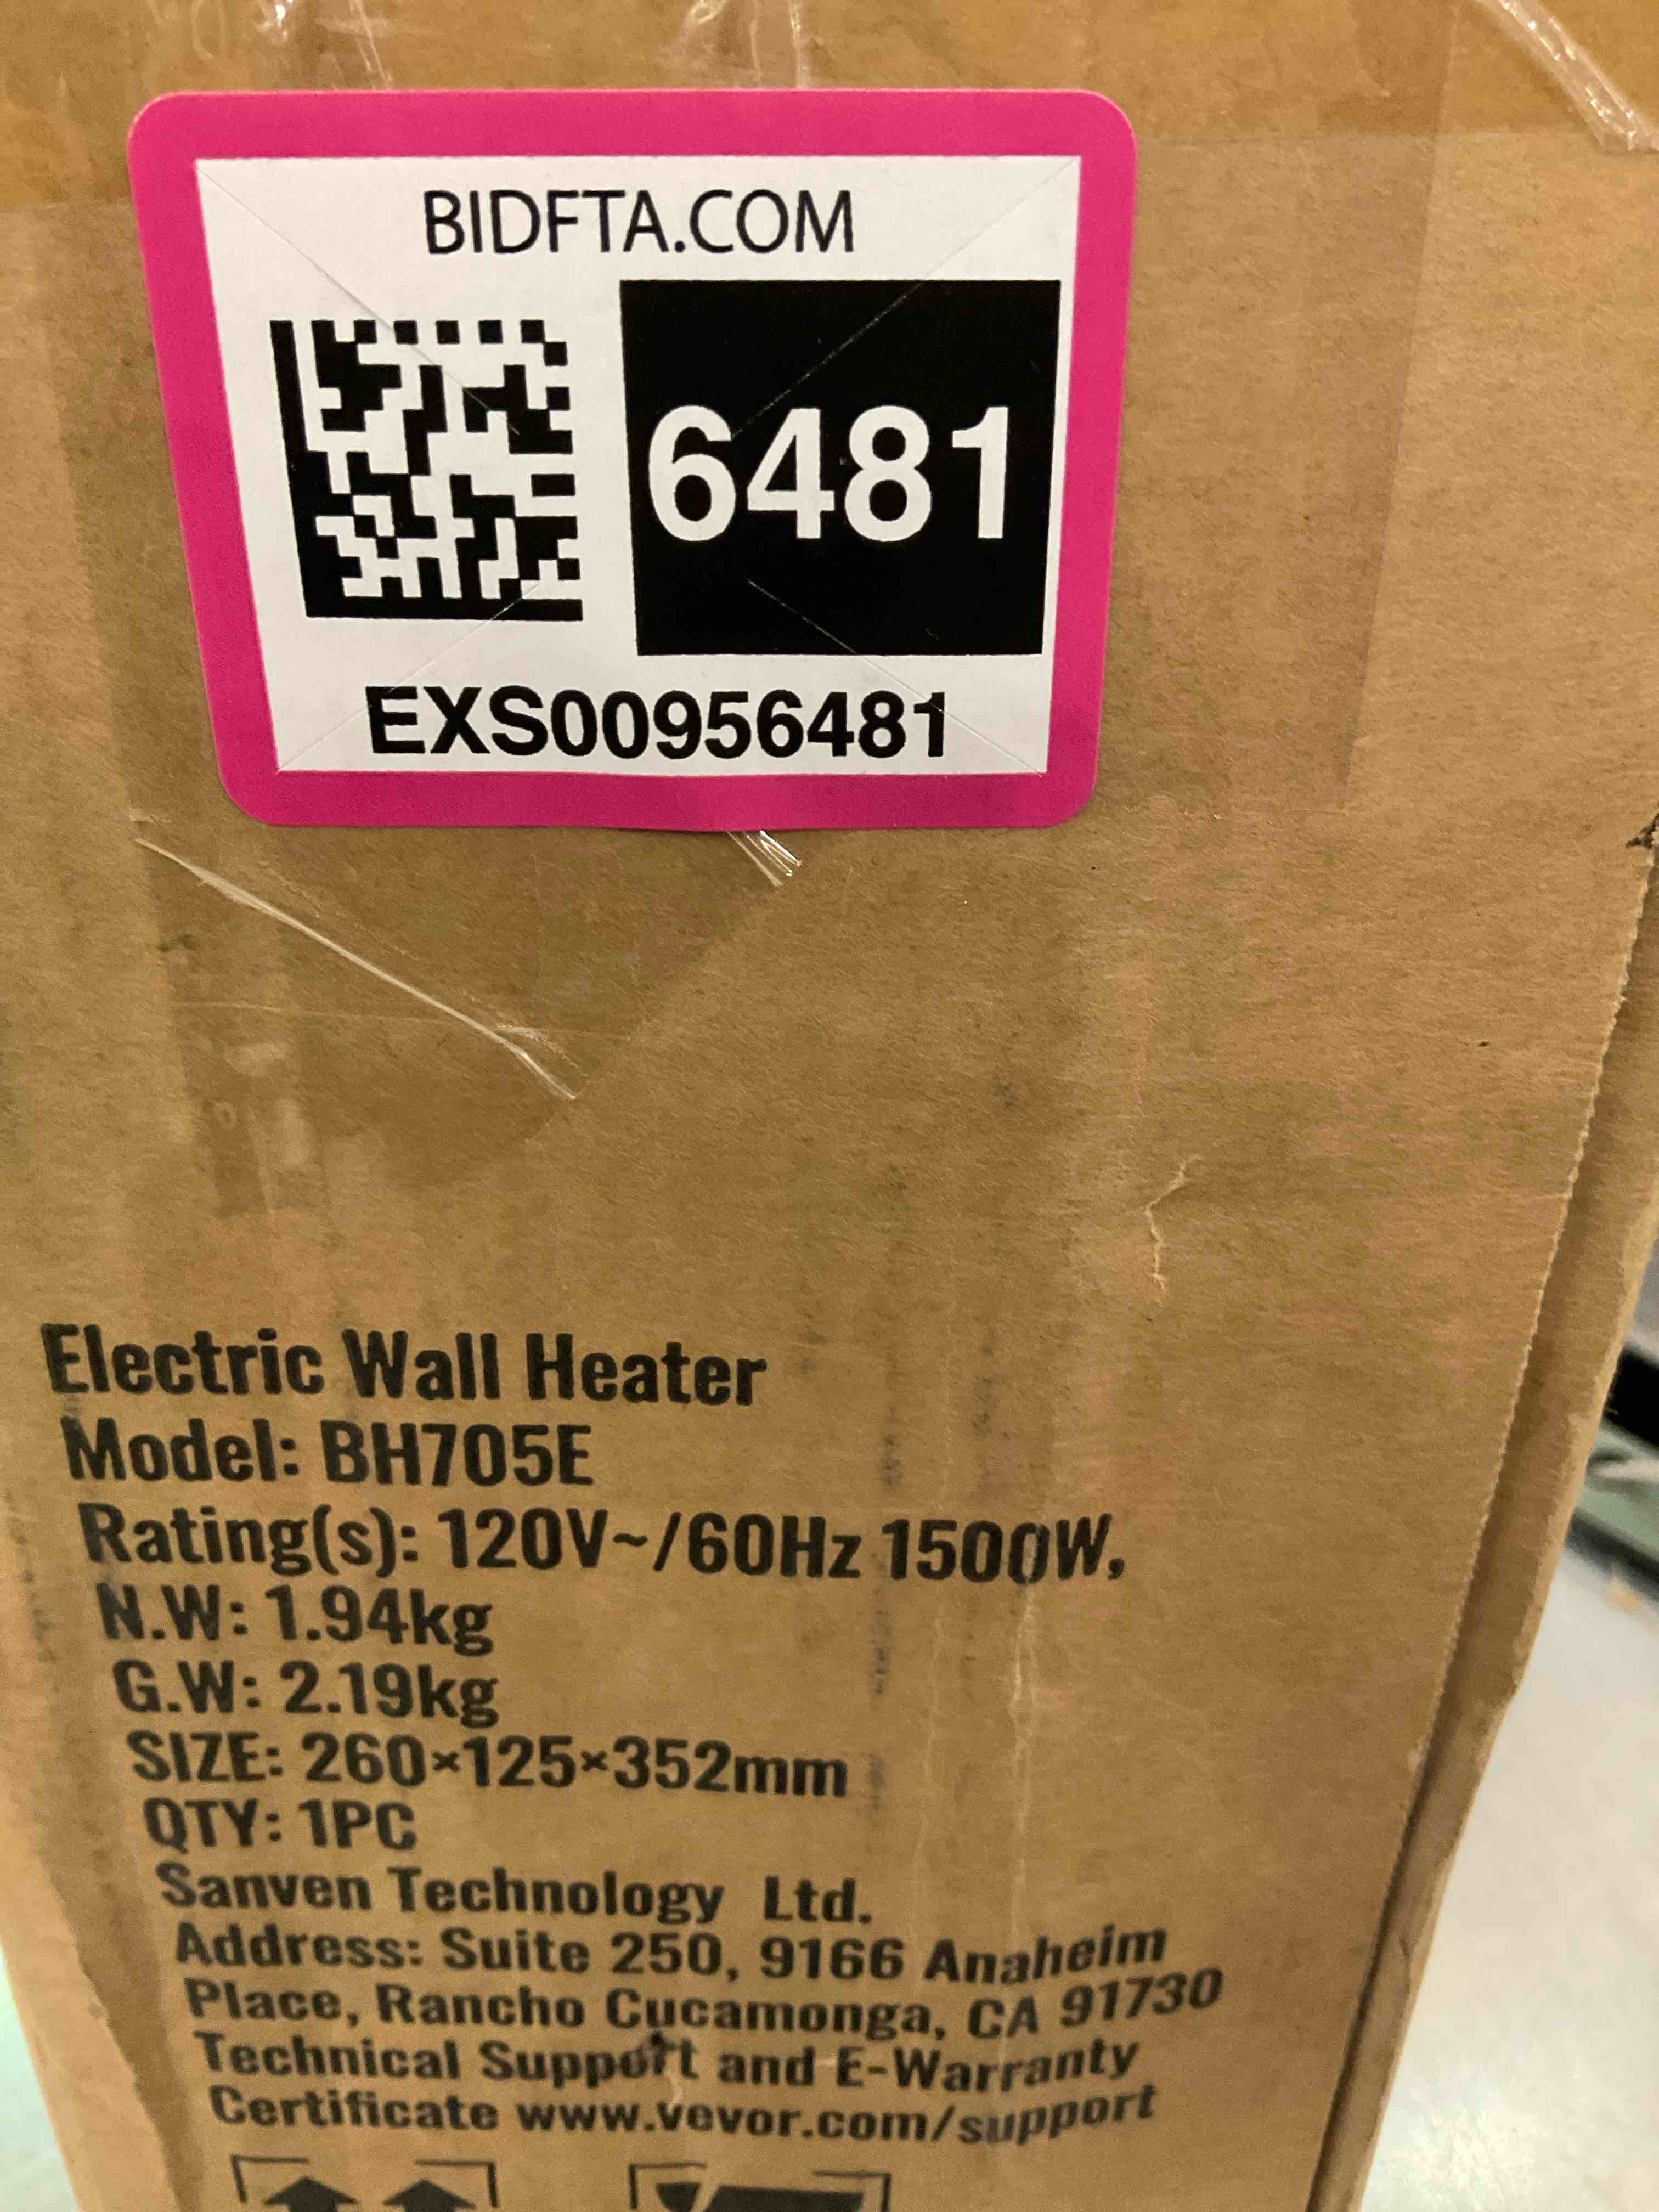 BIDFTA.COM
6481
EXS00956481
Electric Wall Heater
Model: BH705E
Rating(s): 120V~/60Hz 1500W,
N.W: 1.94kg
G.W: 2.19kg
SIZE: 260×125×352mm
QTY: 1PC
Sanven Technology Ltd.
Address: Suite 250, 9166 Anaheim
Place, Rancho Cucamonga, CA 91730
Technical Support and E-Warranty
Certificate www.vevor.com/support